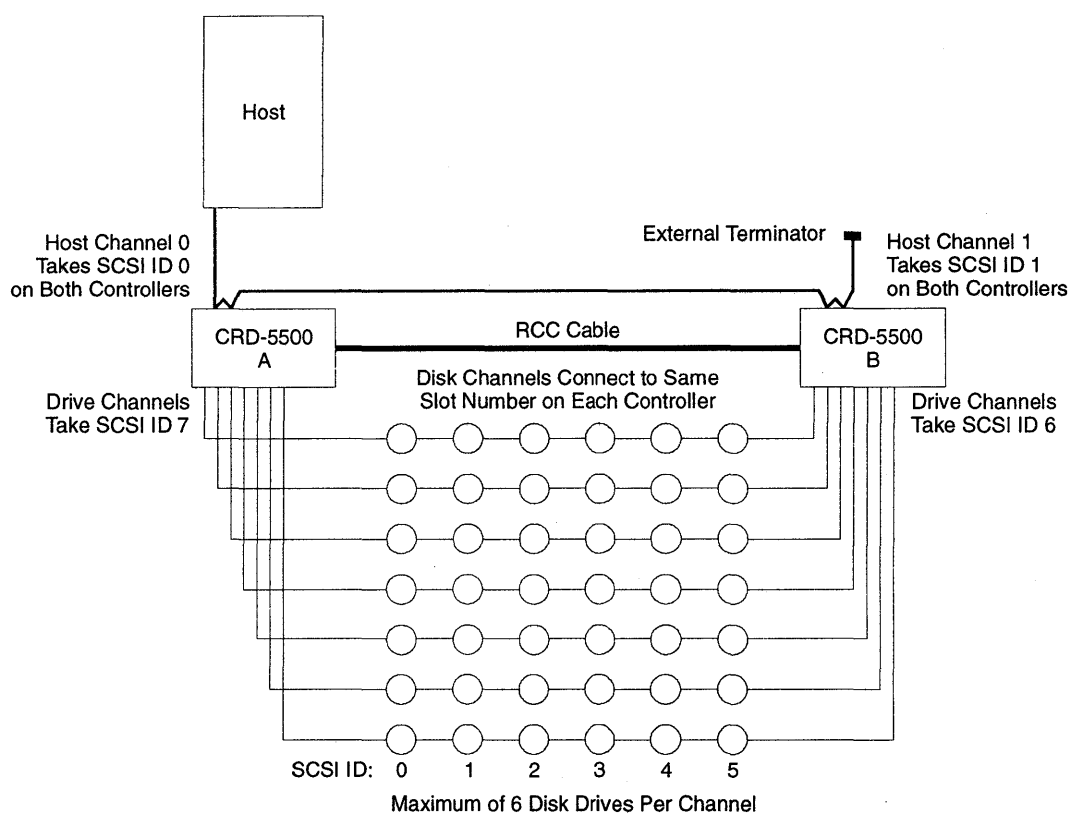 Host
Host Channel 0
Takes SCSI ID 0
on Both Controllers
External Terminator
Host Channel 1
Takes SCSI ID 1
on Both Controllers
CRD-5500
A
RCC Cable
CRD-5500
B
Disk Channels Connect to Same
Slot Number on Each Controller
Drive Channels
Take SCSI ID 7
Drive Channels
Take SCSI ID 6
SCSI ID: 0 1 2 3 4 5
Maximum of 6 Disk Drives Per Channel